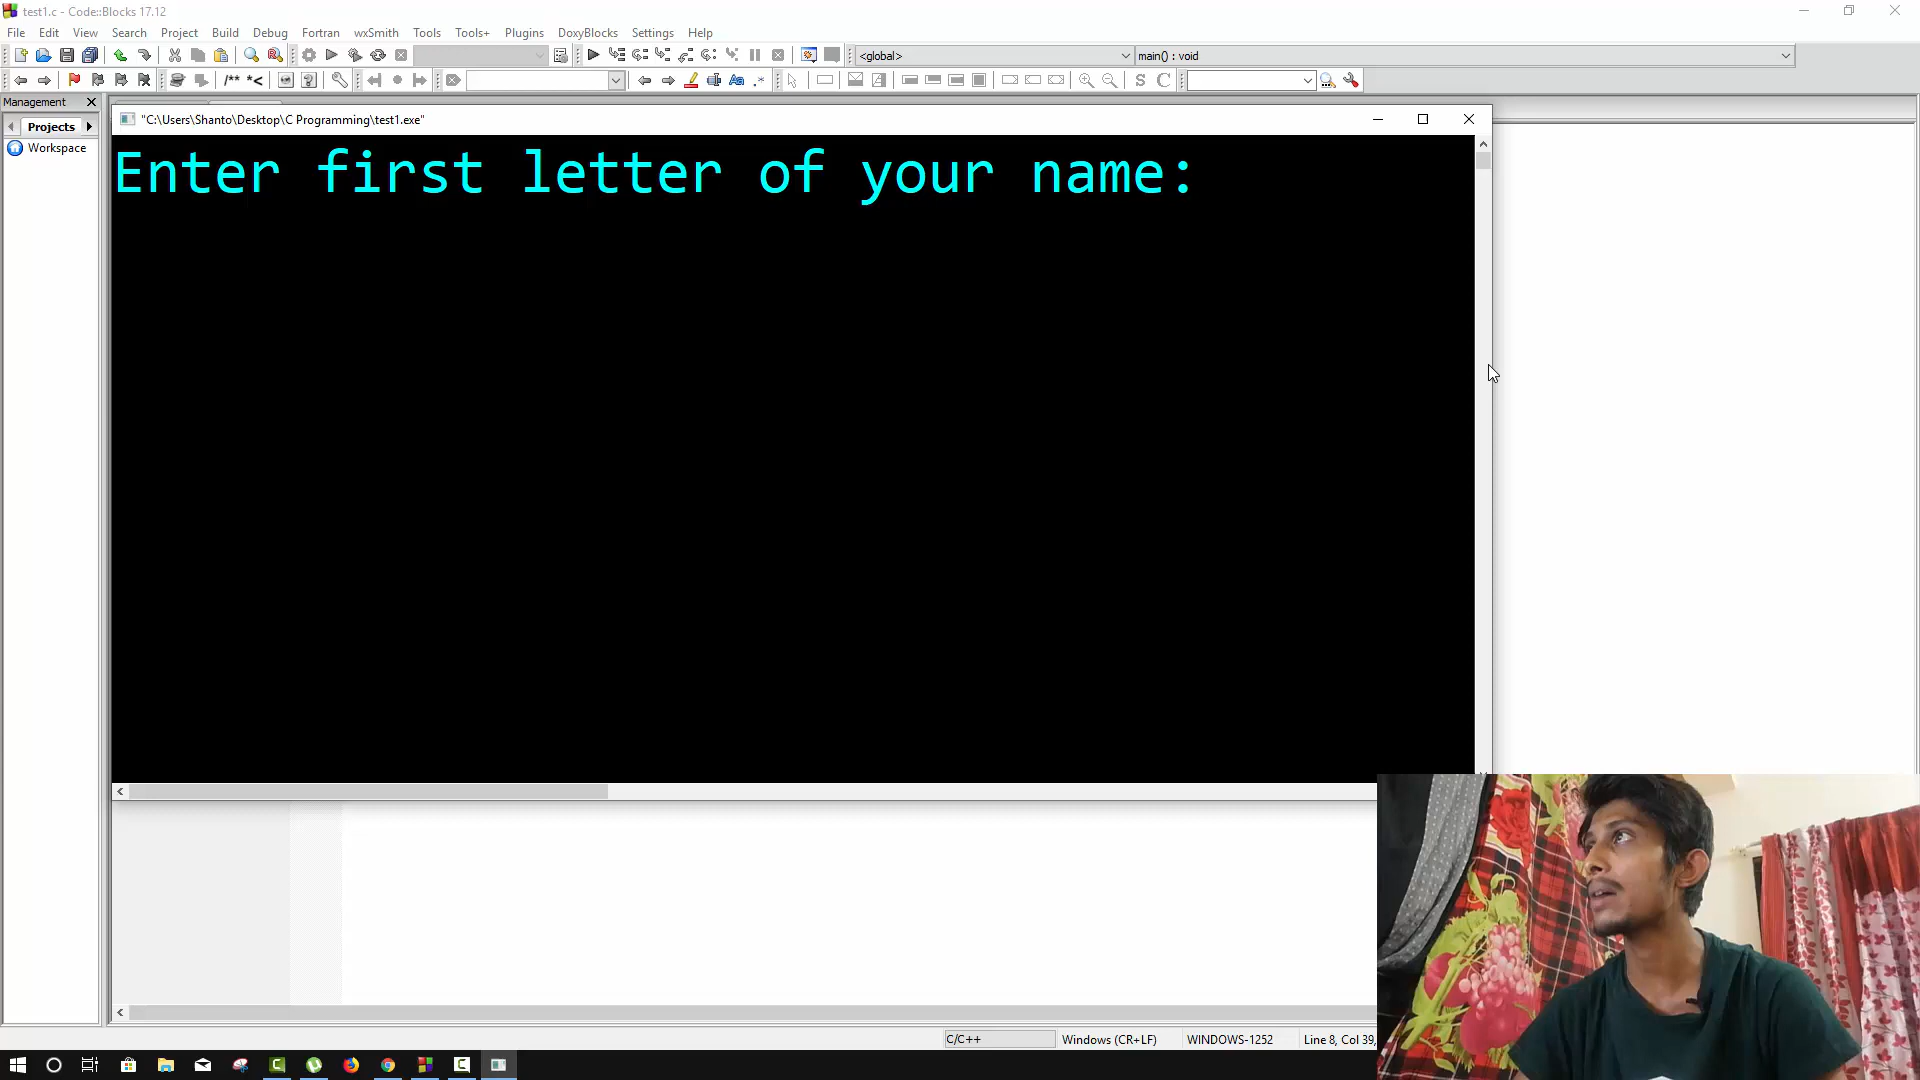 test1.c - Code::Blocks 17.12
File Edit View Search Project Build Debug Fortran wxSmith Tools Tools+ Plugins DoxyBlocks Settings Help
<global> main() : void
/** *<
S C
Management
Projects
Workspace
"C:\Users\Shanto\Desktop\C Programming\test1.exe"
Enter first letter of your name:
C/C++ Windows (CR+LF) WINDOWS-1252 Line 8, Col 39,